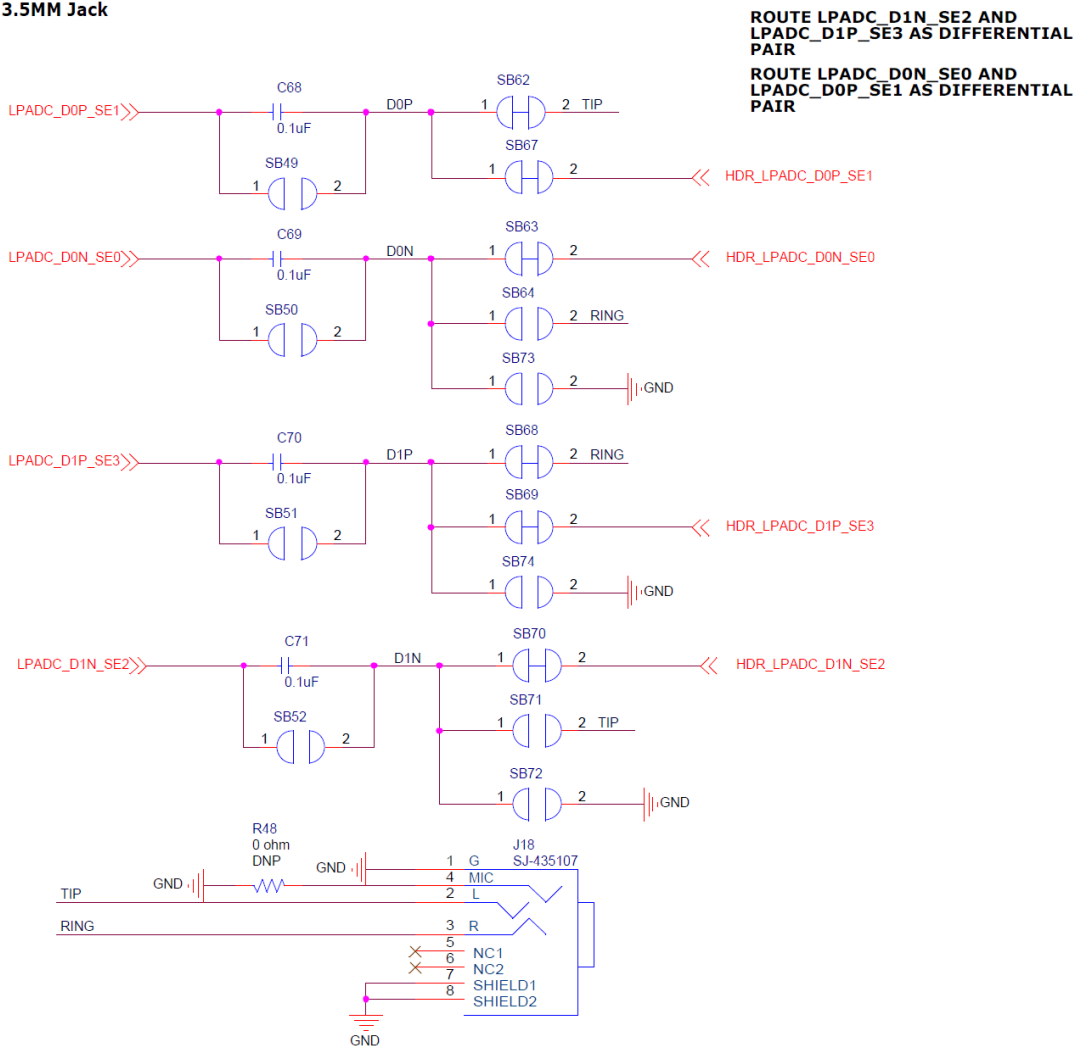 3.5MM Jack
ROUTE LPADC_D1N_SE2 AND
LPADC_D1P_SE3 AS DIFFERENTIAL
PAIR
ROUTE LPADC_D0N_SE0 AND
LPADC_D0P_SE1 AS DIFFERENTIAL
PAIR
C68
SB62
LPADC_D0P_SE1
D0P
1
2 TIP
0.1uF
SB67
SB49
1
2
HDR_LPADC_D0P_SE1
1
2
C69
SB63
LPADC_D0N_SE0
D0N
1
2
HDR_LPADC_D0N_SE0
0.1uF
SB64
SB50
1
2 RING
1
2
SB73
1
2
GND
C70
SB68
LPADC_D1P_SE3
D1P
1
2 RING
0.1uF
SB69
SB51
1
2
HDR_LPADC_D1P_SE3
1
2
SB74
1
2
GND
C71
SB70
LPADC_D1N_SE2
D1N
1
2
HDR_LPADC_D1N_SE2
0.1uF
SB71
SB52
1
2 TIP
1
2
SB72
1
2
GND
R48
0 ohm
DNP
J18
SJ-435107
GND
1 G
GND
4 MIC
TIP
2 L
RING
3 R
5 NC1
6 NC2
7 SHIELD1
8 SHIELD2
GND